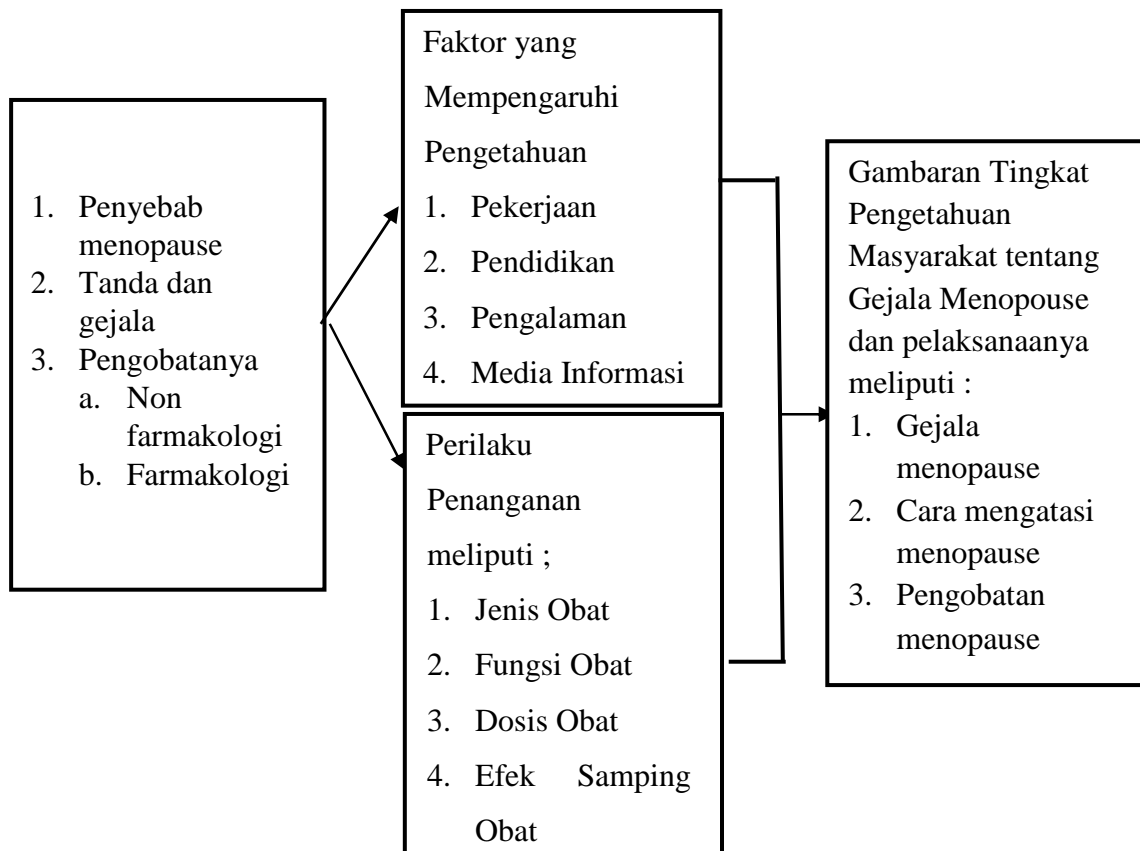 1. Penyebab
menopause
2. Tanda dan
gejala
3. Pengobatanya
a. Non
farmakologi
b. Farmakologi
Faktor yang
Mempengaruhi
Pengetahuan
1. Pekerjaan
2. Pendidikan
3. Pengalaman
4. Media Informasi
Perilaku
Penanganan
meliputi ;
1. Jenis Obat
2. Fungsi Obat
3. Dosis Obat
4. Efek Samping
Obat
Gambaran Tingkat
Pengetahuan
Masyarakat tentang
Gejala Menopouse
dan pelaksanaanya
meliputi :
1. Gejala
menopause
2. Cara mengatasi
menopause
3. Pengobatan
menopause